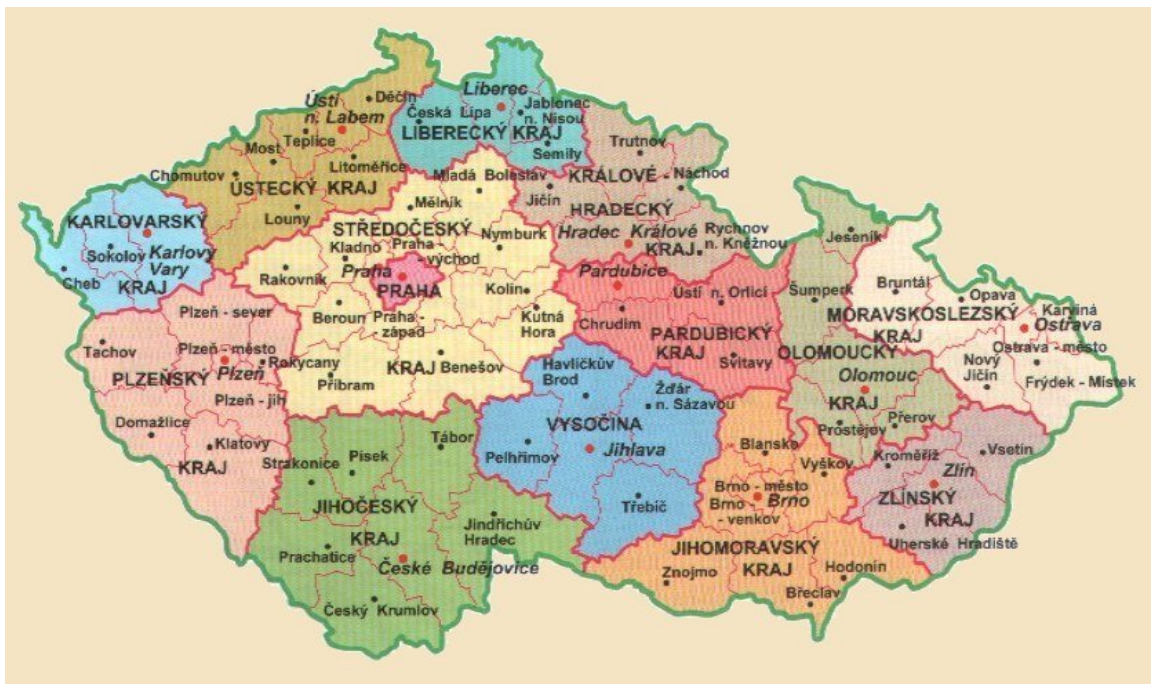 Liberec
Ústí
n. Labem
Děčín
Česká Lípa
Jablonec
n. Nisou
LIBERECKÝ KRAJ
Teplice
Most
Semily
Trutnov
Litoměřice
Chomutov
ÚSTECKÝ KRAJ
Louny
Mladá Boleslav
Mělník
KRÁLOVÉ -
HRADECKÝ
KRAJ
Náchod
Jičín
Hradec Králové
Rychnov
n. Kněžnou
KARLOVARSKÝ
KRAJ
Sokolov
Karlovy
Vary
Cheb
STŘEDOČESKÝ
KRAJ
Kladno
Praha -
- východ
Nymburk
Rakovník
Praha
PRAHA
Kolín
Beroun
Praha -
- západ
Kutná
Hora
Příbram
Benešov
Pardubice
Ústí n. Orlicí
Chrudim
PARDUBICKÝ
KRAJ
Svitavy
Jeseník
Šumperk
OLOMOUCKÝ
KRAJ
Olomouc
Prostějov
Přerov
Bruntál
Opava
Karviná
MORAVSKOSLEZSKÝ
KRAJ
Ostrava
Ostrava - město
Nový
Jičín
Frýdek - Místek
Plzeň - sever
Tachov
Plzeň - město
Rokycany
PLZEŇSKÝ
KRAJ
Plzeň
Plzeň - jih
Domažlice
Klatovy
Havlíčkův
Brod
Žďár
n. Sázavou
VYSOČINA
Pelhřimov
Jihlava
Třebíč
Tábor
Písek
Strakonice
JIHOČESKÝ
KRAJ
Jindřichův
Hradec
Prachatice
České Budějovice
Český Krumlov
Blansko
Vyškov
Brno - město
Brno -
- venkov
Brno
JIHOMORAVSKÝ
KRAJ
Znojmo
Hodonín
Břeclav
Kroměříž
Vsetín
Zlín
ZLÍNSKÝ
KRAJ
Uherské Hradiště